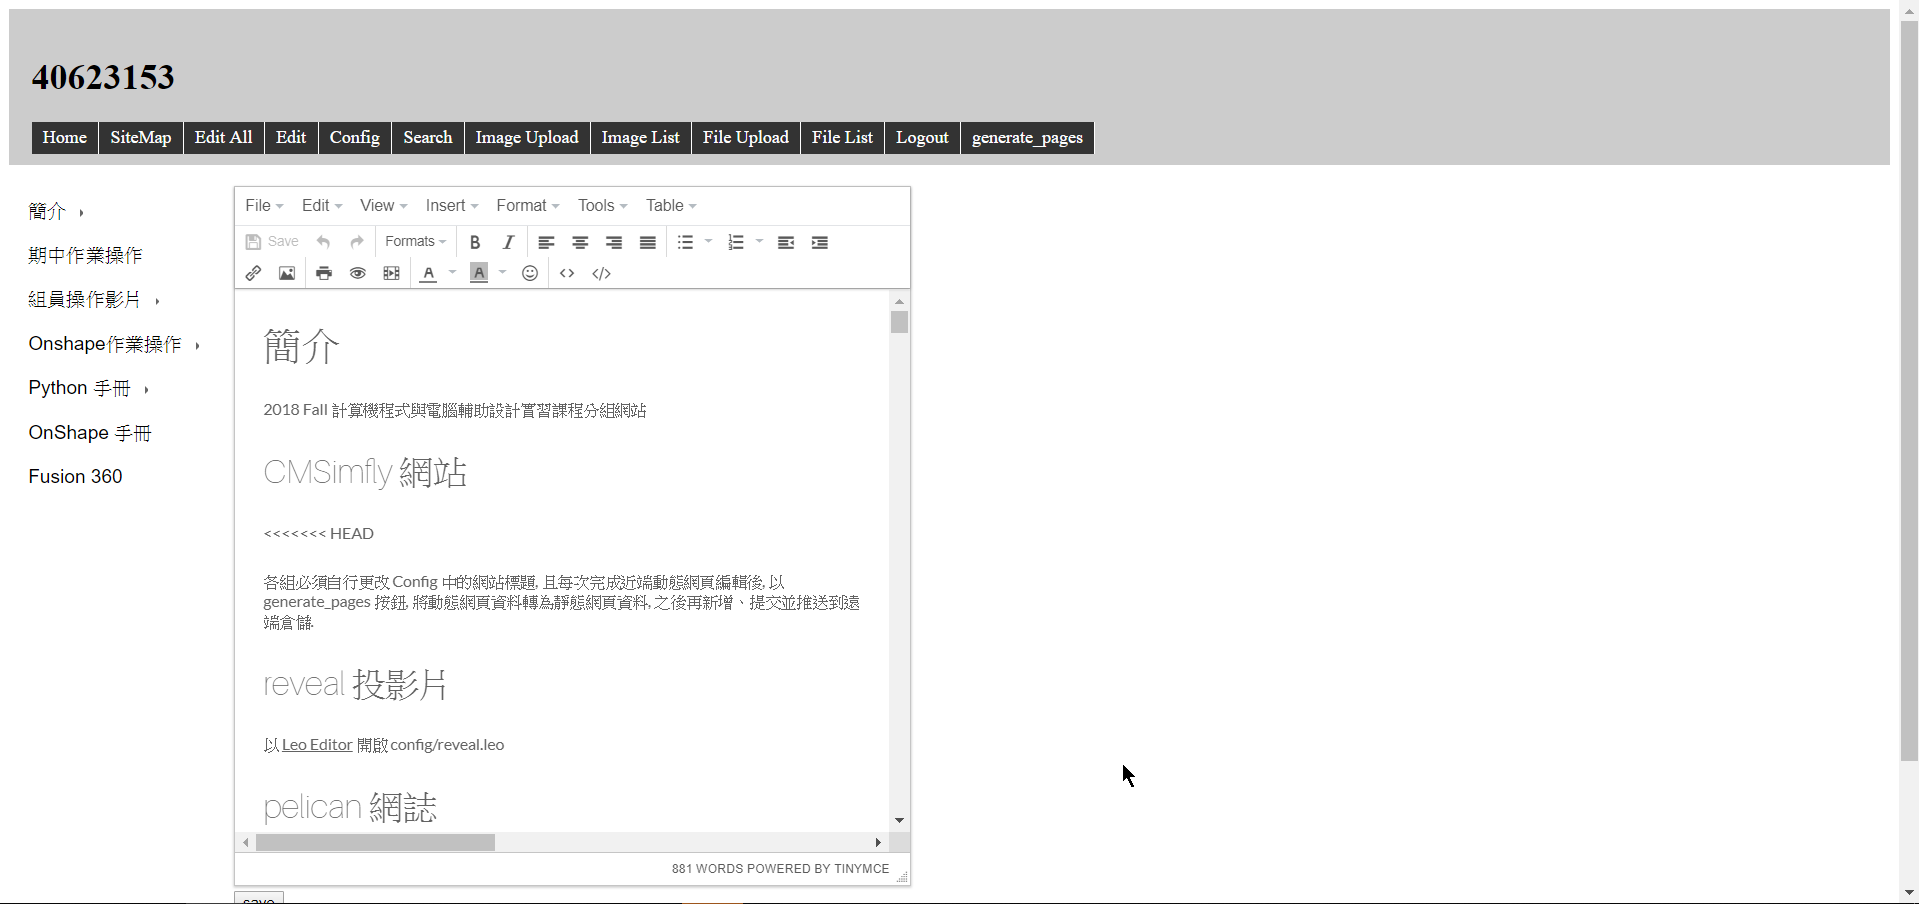 40623153
Home SiteMap Edit All Edit Config Search Image Upload Image List File Upload File List Logout generate_pages
簡介
期中作業操作
組員操作影片
Onshape作業操作
Python 手冊
OnShape 手冊
Fusion 360
File Edit View Insert Format Tools Table
Save Formats
簡介
2018 Fall 計算機程式與電腦輔助設計實習課程分組網站
CMSimfly 網站
<<<<<<< HEAD
各組必須自行更改 Config 中的網站標題, 且每次完成近端動態網頁編輯後, 以
generate_pages 按鈕, 將動態網頁資料轉為靜態網頁資料, 之後再新增、提交並推送到遠
端倉儲.
reveal 投影片
以 Leo Editor 開啟 config/reveal.leo
pelican 網誌
881 WORDS POWERED BY TINYMCE
save